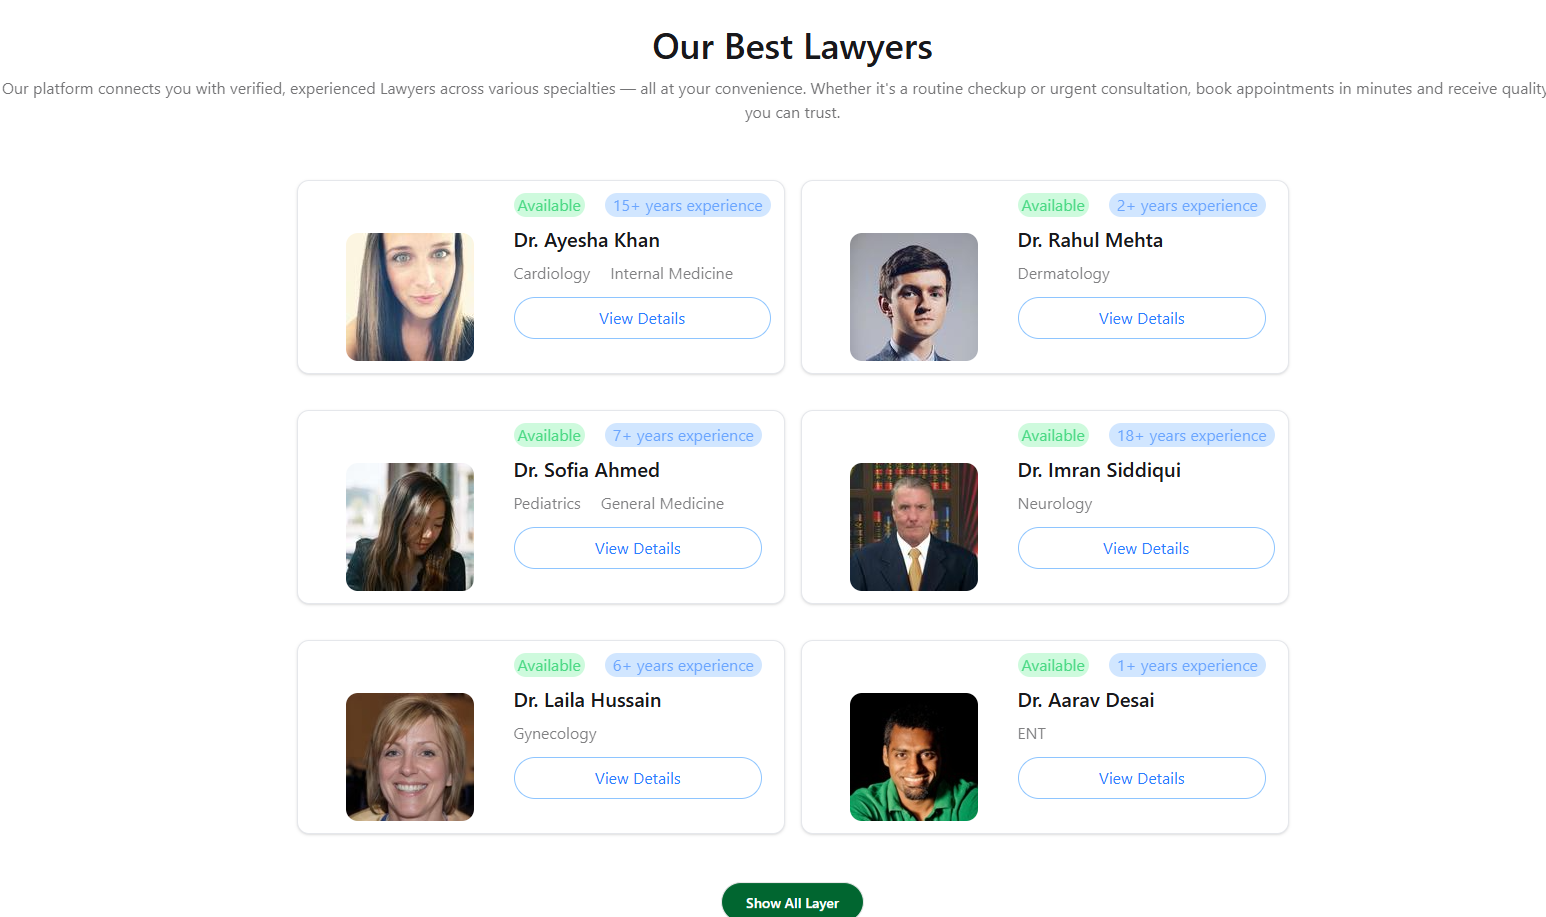 Our Best Lawyers
Our platform connects you with verified, experienced Lawyers across various specialties — all at your convenience. Whether it's a routine checkup or urgent consultation, book appointments in minutes and receive quality
you can trust.
Available 15+ years experience
Dr. Ayesha Khan
Cardiology Internal Medicine
View Details
Available 2+ years experience
Dr. Rahul Mehta
Dermatology
View Details
Available 7+ years experience
Dr. Sofia Ahmed
Pediatrics General Medicine
View Details
Available 18+ years experience
Dr. Imran Siddiqui
Neurology
View Details
Available 6+ years experience
Dr. Laila Hussain
Gynecology
View Details
Available 1+ years experience
Dr. Aarav Desai
ENT
View Details
Show All Layer